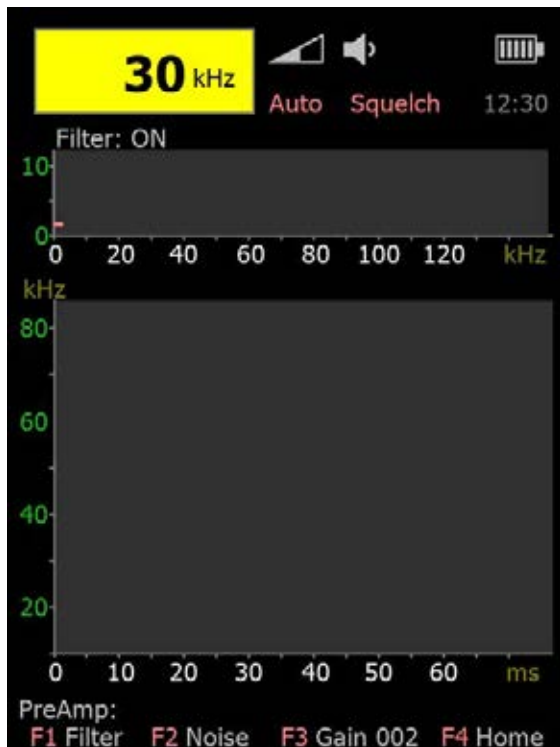 30 kHz
Auto Squelch 12:30
Filter: ON
10
0
0 20 40 60 80 100 120 kHz
kHz
80
60
40
20
0 10 20 30 40 50 60 ms
PreAmp:
F1 Filter F2 Noise F3 Gain 002 F4 Home